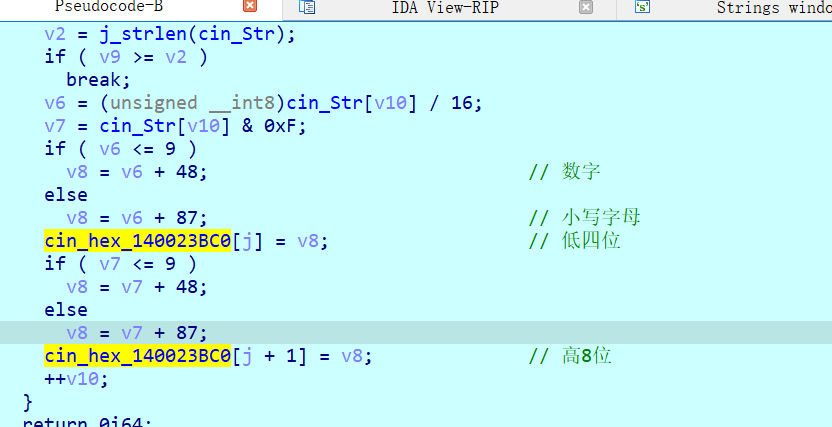 Pseudocode-B IDA View-RIP Strings windo
v2 = j_strlen(cin_Str);
if ( v9 >= v2 )
break;
v6 = (unsigned __int8)cin_Str[v10] / 16;
v7 = cin_Str[v10] & 0xF;
if ( v6 <= 9 )
v8 = v6 + 48; // 数字
else
v8 = v6 + 87; // 小写字母
cin_hex_140023BC0[j] = v8; // 低四位
if ( v7 <= 9 )
v8 = v7 + 48;
else
v8 = v7 + 87;
cin_hex_140023BC0[j + 1] = v8; // 高8位
++v10;
}
return 0i64;